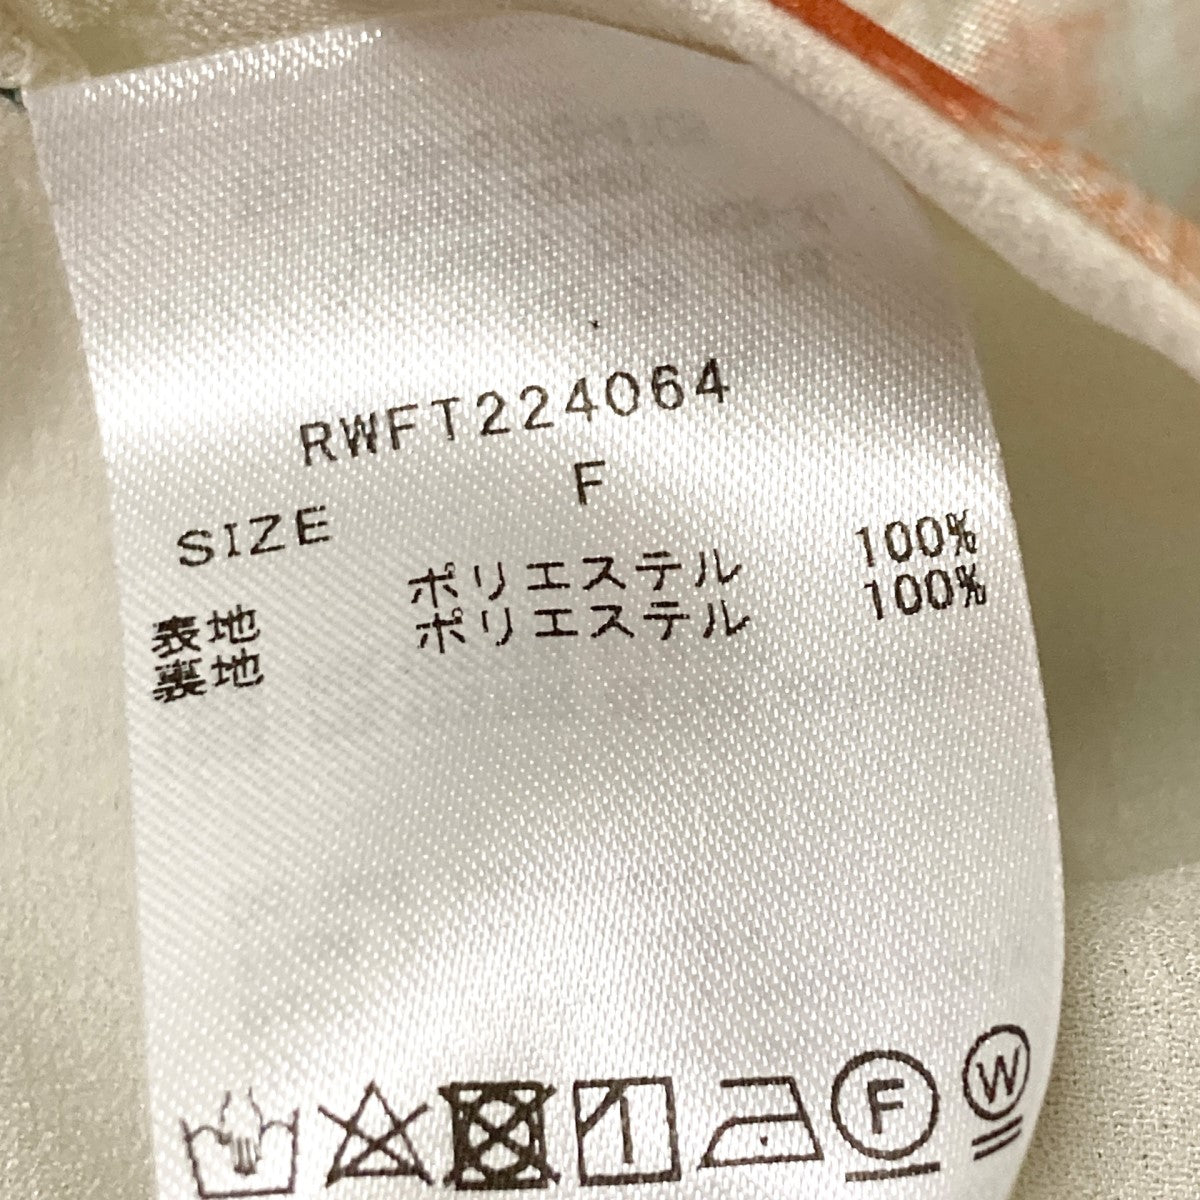 RWFT224064
SIZE F
表地 ポリエステル 100%
裏地 ポリエステル 100%
F W